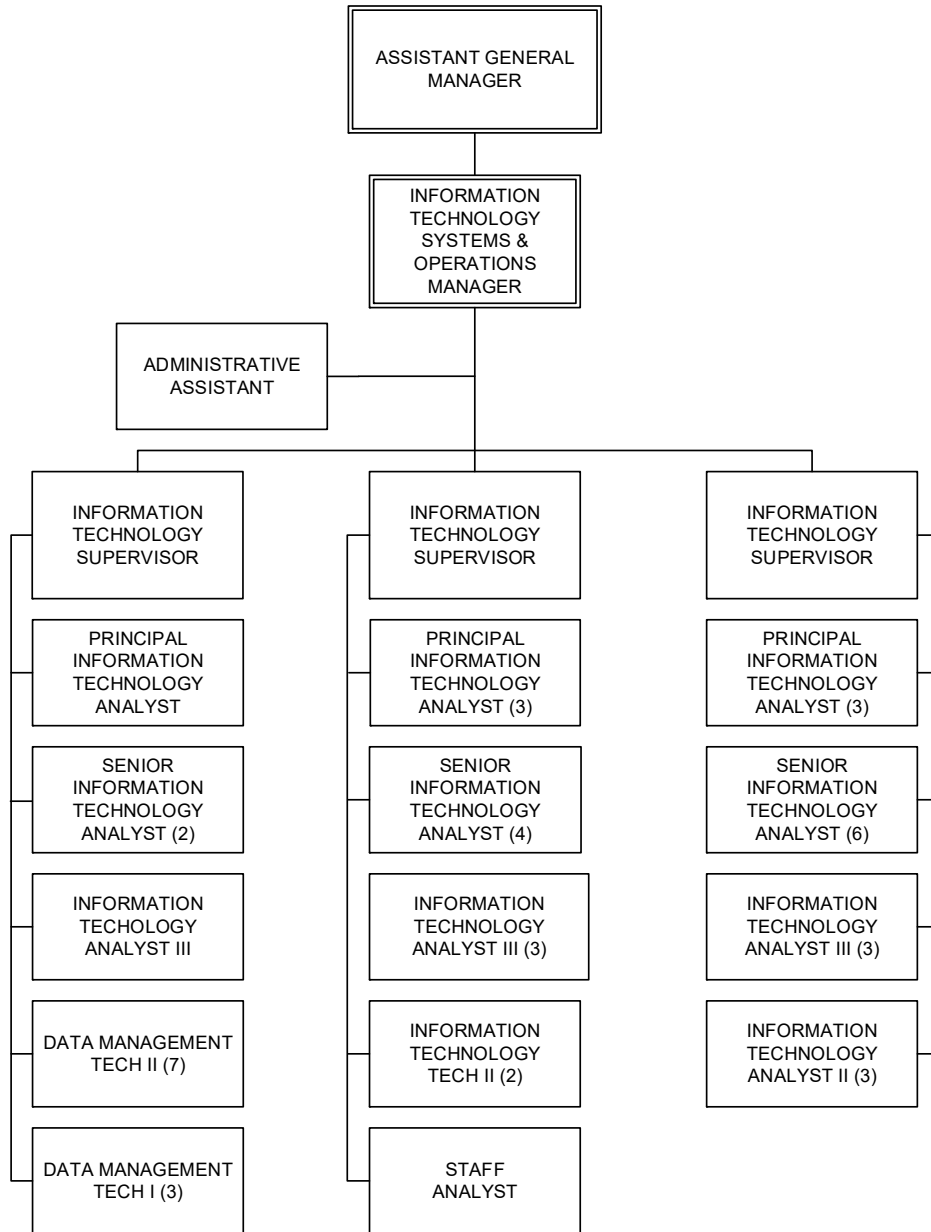 ASSISTANT GENERAL
MANAGER
INFORMATION
TECHNOLOGY
SYSTEMS &
OPERATIONS
MANAGER
ADMINISTRATIVE
ASSISTANT
INFORMATION
TECHNOLOGY
SUPERVISOR
PRINCIPAL
INFORMATION
TECHNOLOGY
ANALYST
SENIOR
INFORMATION
TECHNOLOGY
ANALYST (2)
INFORMATION
TECHOLOGY
ANALYST III
DATA MANAGEMENT
TECH II (7)
DATA MANAGEMENT
TECH I (3)
INFORMATION
TECHNOLOGY
SUPERVISOR
PRINCIPAL
INFORMATION
TECHNOLOGY
ANALYST (3)
SENIOR
INFORMATION
TECHNOLOGY
ANALYST (4)
INFORMATION
TECHNOLOGY
ANALYST III (3)
INFORMATION
TECHNOLOGY
TECH II (2)
STAFF
ANALYST
INFORMATION
TECHNOLOGY
SUPERVISOR
PRINCIPAL
INFORMATION
TECHNOLOGY
ANALYST (3)
SENIOR
INFORMATION
TECHNOLOGY
ANALYST (6)
INFORMATION
TECHNOLOGY
ANALYST III (3)
INFORMATION
TECHNOLOGY
ANALYST II (3)